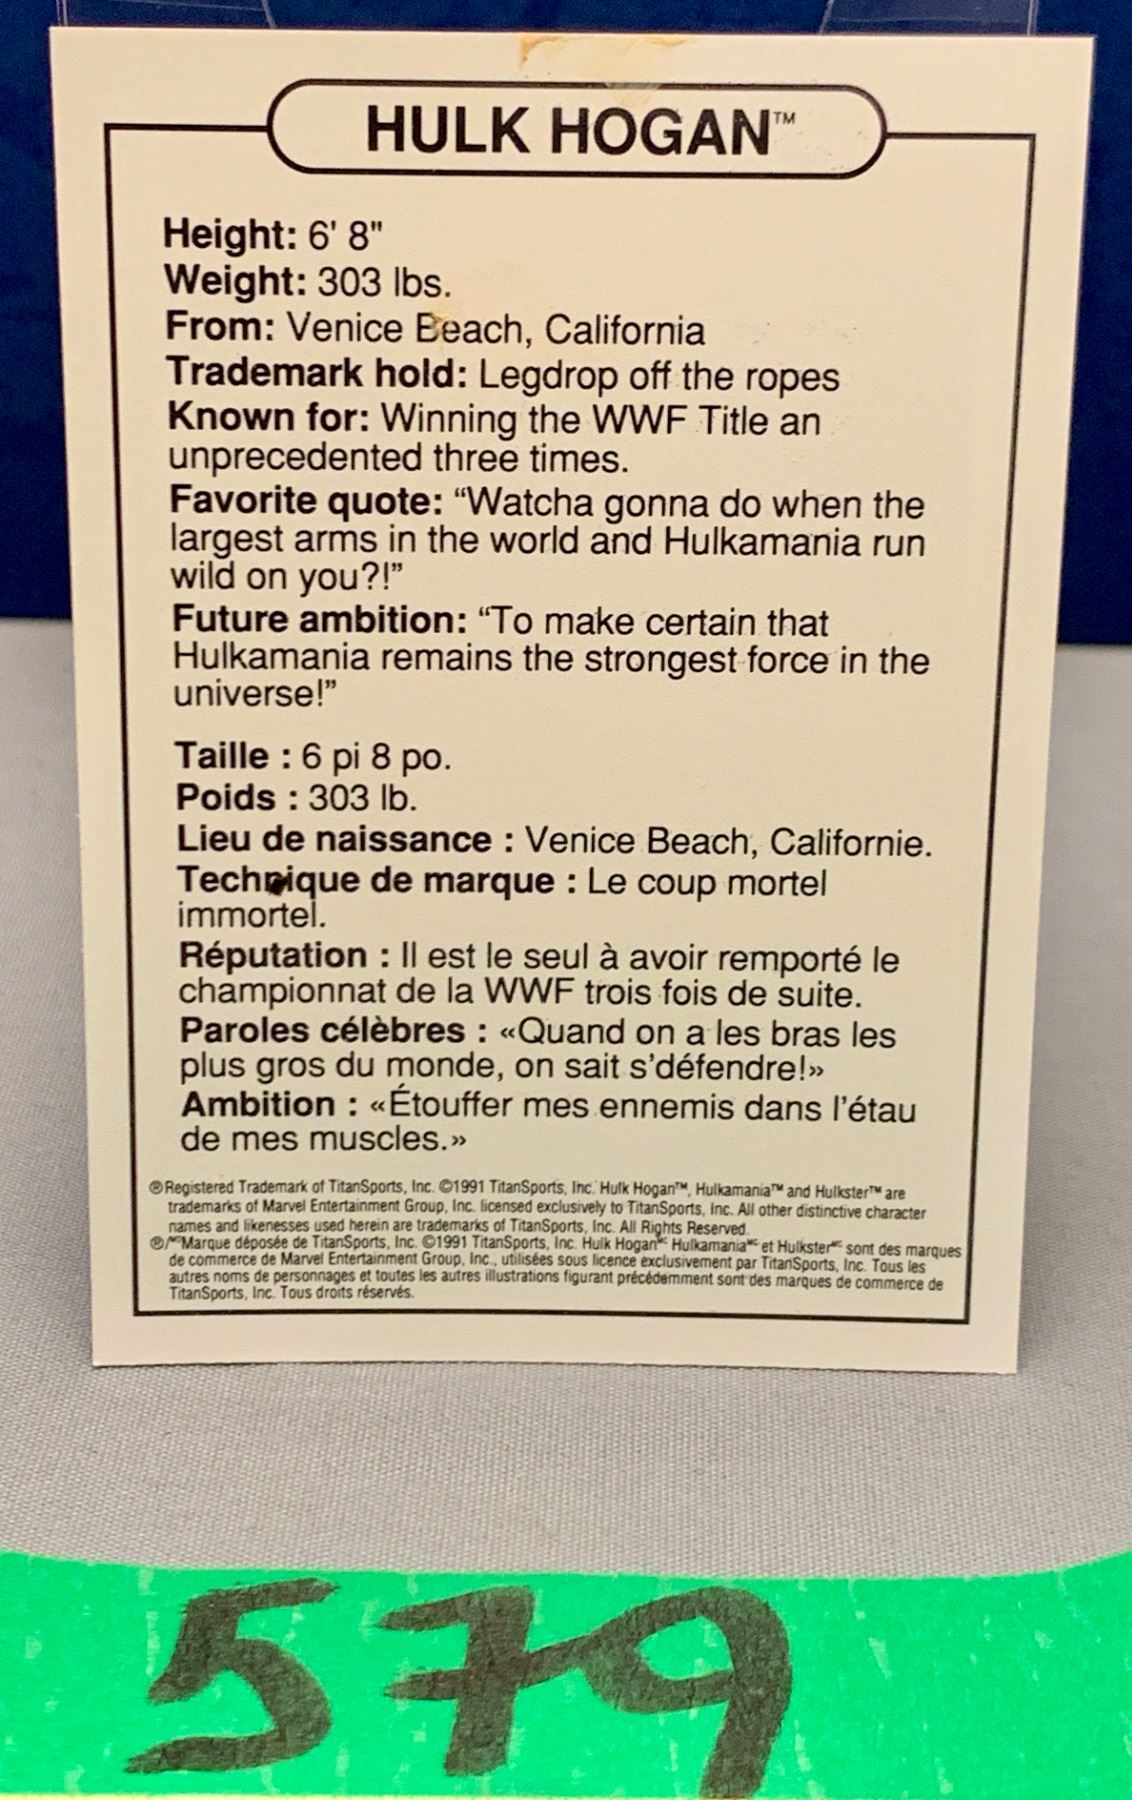 HULK HOGAN™
Height: 6' 8"
Weight: 303 lbs.
From: Venice Beach, California
Trademark hold: Legdrop off the ropes
Known for: Winning the WWF Title an
unprecedented three times.
Favorite quote: “Watcha gonna do when the
largest arms in the world and Hulkamania run
wild on you?!”
Future ambition: “To make certain that
Hulkamania remains the strongest force in the
universe!”
Taille : 6 pi 8 po.
Poids : 303 lb.
Lieu de naissance : Venice Beach, Californie.
Technique de marque : Le coup mortel
immortel.
Réputation : Il est le seul à avoir remporté le
championnat de la WWF trois fois de suite.
Paroles célèbres : «Quand on a les bras les
plus gros du monde, on sait s'défendre!»
Ambition : «Étouffer mes ennemis dans l'étau
de mes muscles.»
®Registered Trademark of TitanSports, Inc. ©1991 TitanSports, Inc. Hulk Hogan™, Hulkamania™ and Hulkster™ are
trademarks of Marvel Entertainment Group, Inc. licensed exclusively to TitanSports, Inc. All other distinctive character
names and likenesses used herein are trademarks of TitanSports, Inc. All Rights Reserved.
®/MC Marque déposée de TitanSports, Inc. ©1991 TitanSports, Inc. Hulk Hogan MC Hulkamania MC et Hulkster MC sont des marques
de commerce de Marvel Entertainment Group, Inc., utilisées sous licence exclusivement par TitanSports, Inc. Tous les
autres noms de personnages et toutes les autres illustrations figurant précédemment sont des marques de commerce de
TitanSports, Inc. Tous droits réservés.
579